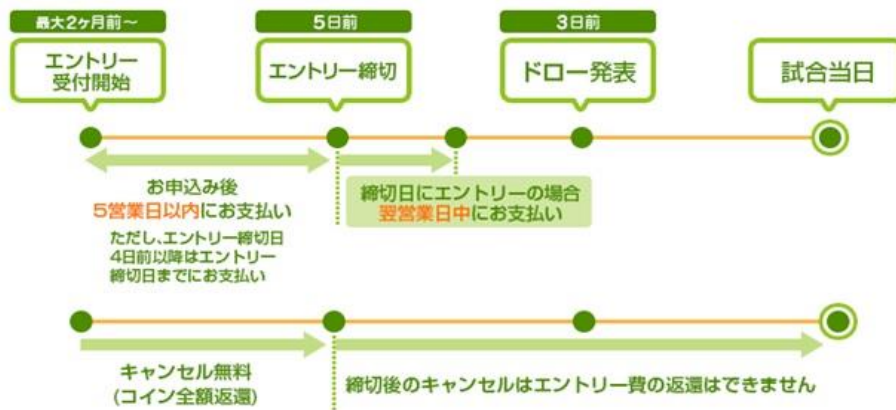 最大2ヶ月前～
5日前
3日前
エントリー
受付開始
エントリー締切
ドロー発表
試合当日
お申込み後
5営業日以内にお支払い
ただし、エントリー締切日
4日前以降はエントリー
締切日までにお支払い
締切日にエントリーの場合
翌営業日中にお支払い
キャンセル無料
(コイン全額返還)
締切後のキャンセルはエントリー費の返還はできません